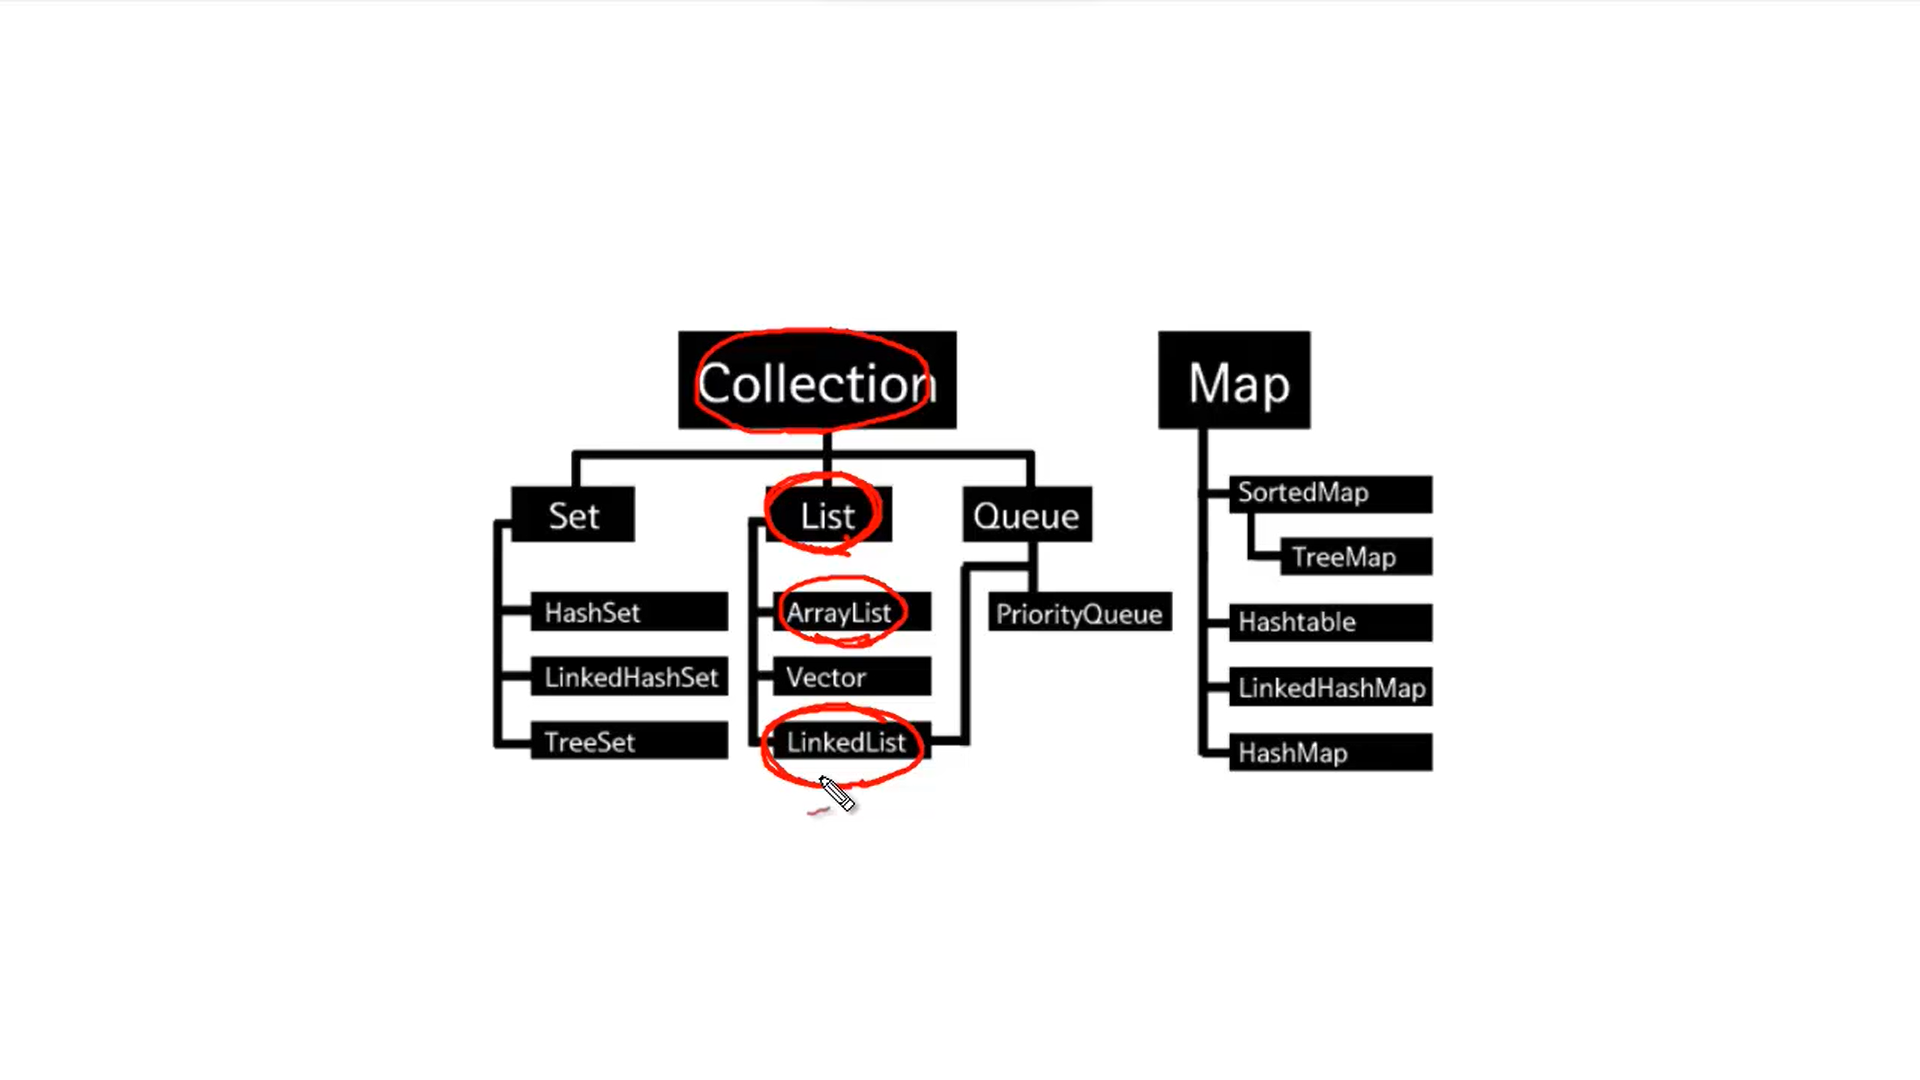 Collection
Map
Set
List
Queue
HashSet
LinkedHashSet
TreeSet
ArrayList
Vector
LinkedList
PriorityQueue
SortedMap
TreeMap
Hashtable
LinkedHashMap
HashMap